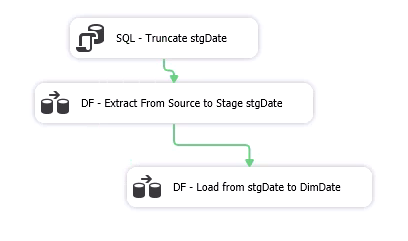 SQL - Truncate stgDate
DF - Extract From Source to Stage stgDate
DF - Load from stgDate to DimDate